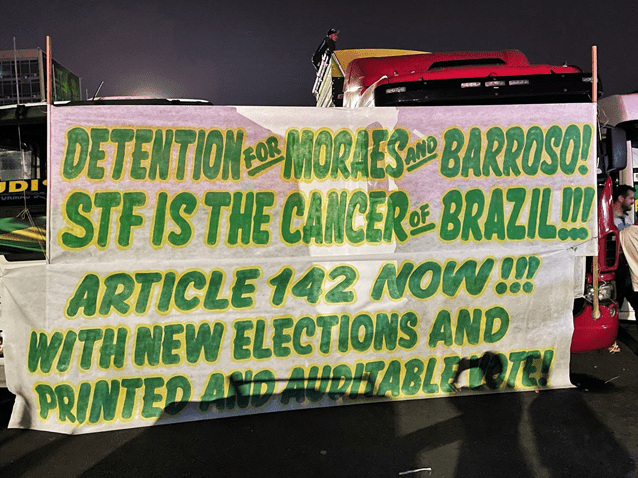 DETENTION FOR MORAES AND BARROSO!
STF IS THE CANCER OF BRAZIL!!!
ARTICLE 142 NOW!!!
WITH NEW ELECTIONS AND
PRINTED AND AUDITABLE VOTE!